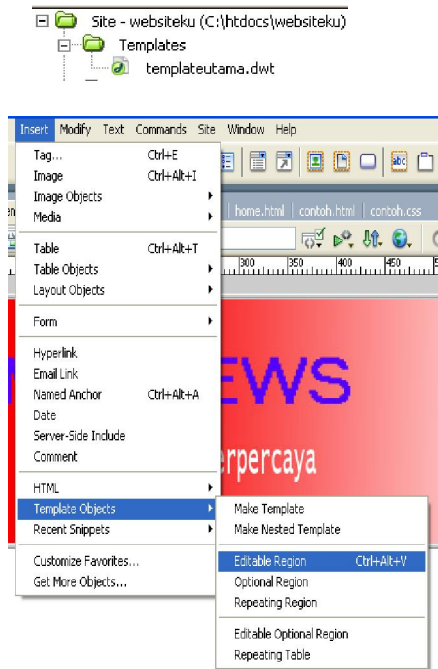 Site - websiteku (C:\htdocs\websiteku)
Templates
templateutama.dwt
Insert Modify Text Commands Site Window Help
Tag... Ctrl+E
Image Ctrl+Alt+I
Image Objects
Media
Table Ctrl+Alt+T
Table Objects
Layout Objects
Form
Hyperlink
Email Link
Named Anchor Ctrl+Alt+A
Date
Server-Side Include
Comment
HTML
Template Objects
Recent Snippets
Customize Favorites...
Get More Objects...
abc
home.html contoh.html contoh.css
300 350 400 450
EWS
erpercaya
Make Template
Make Nested Template
Editable Region Ctrl+Alt+V
Optional Region
Repeating Region
Editable Optional Region
Repeating Table